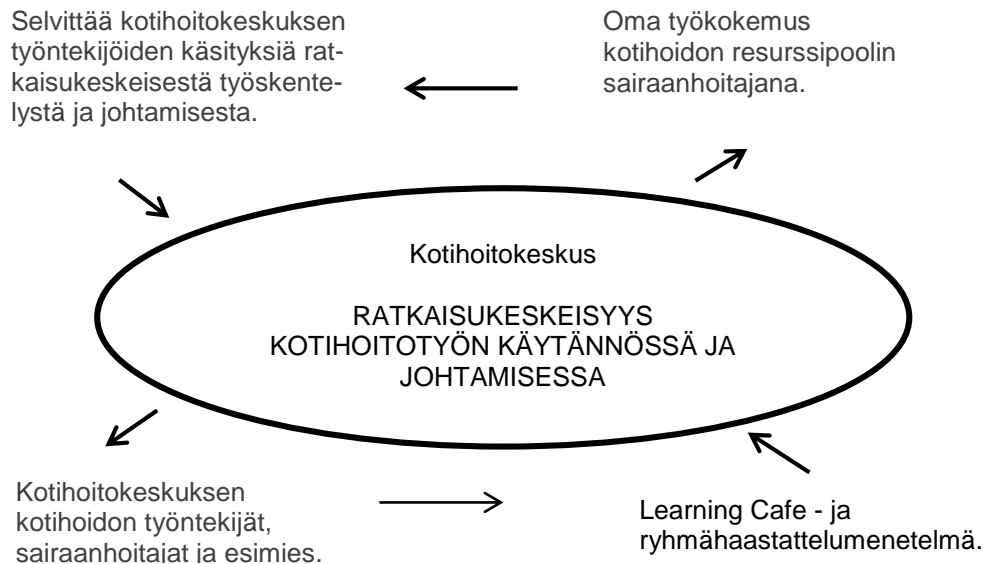 Selvittää kotihoitokeskuksen
työntekijöiden käsityksiä rat-
kaisukeskeisestä työskente-
lystä ja johtamisesta.
Oma työkokemus
kotihoidon resurssipoolin
sairaanhoitajana.
Kotihoitokeskus
RATKAISUKESKEISYYS
KOTIHOITOTYÖN KÄYTÄNNÖSSÄ JA
JOHTAMISESSA
Kotihoitokeskuksen
kotihoidon työntekijät,
sairaanhoitajat ja esimies.
Learning Cafe - ja
ryhmähaastattelumenetelmä.